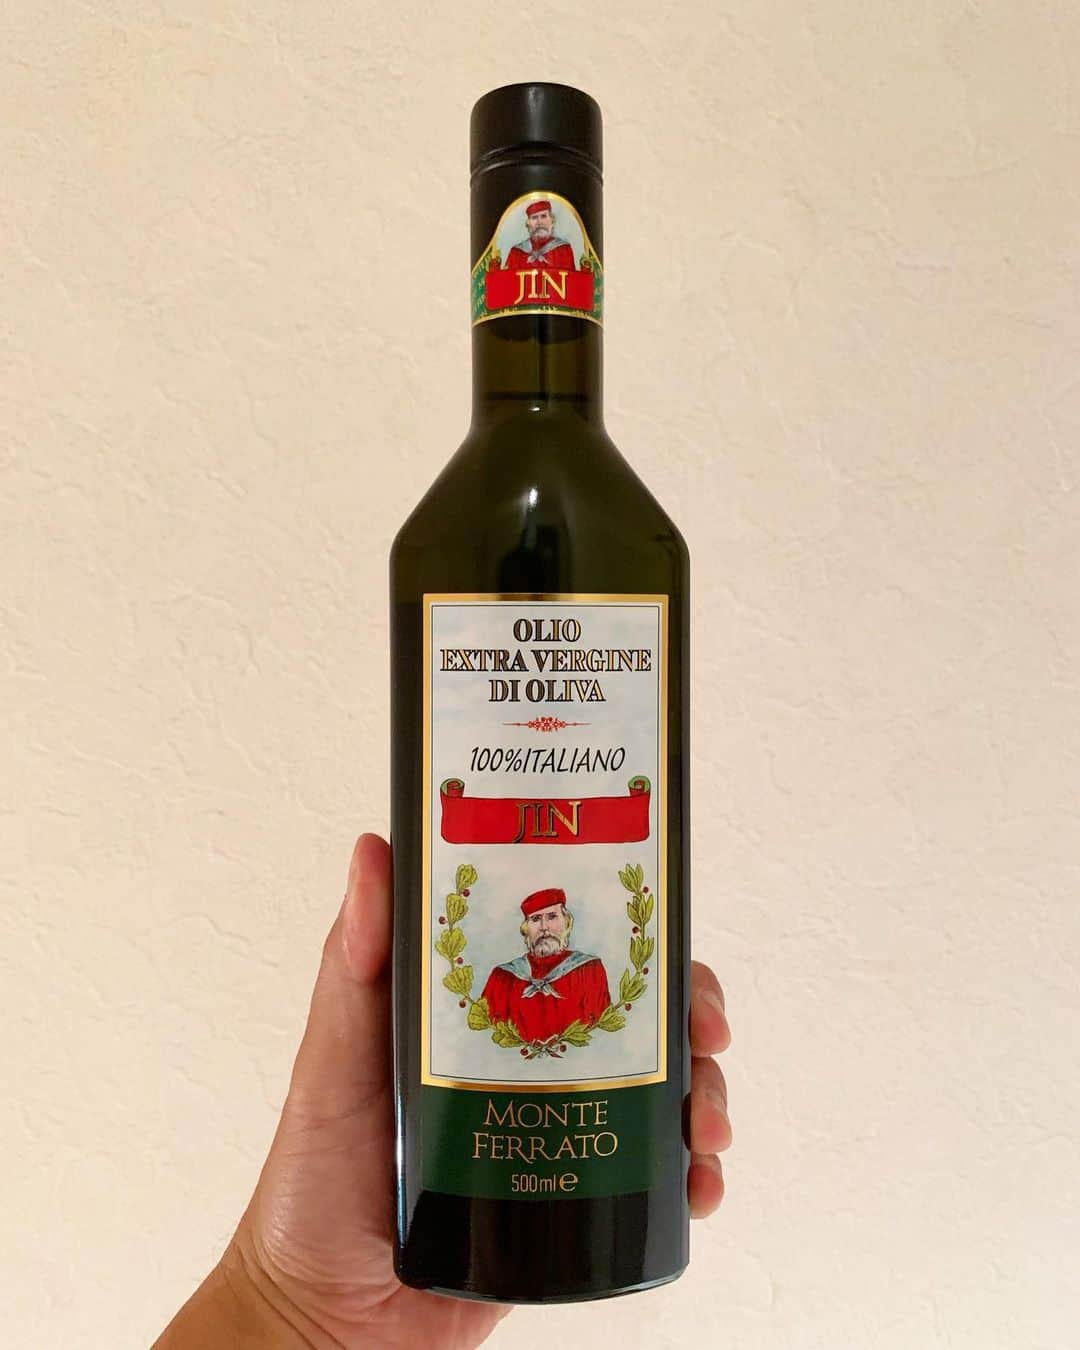 JIN
OLIO
EXTRA VERGINE
DI OLIVA
100%ITALIANO
JIN
MONTE
FERRATO
500ml℮